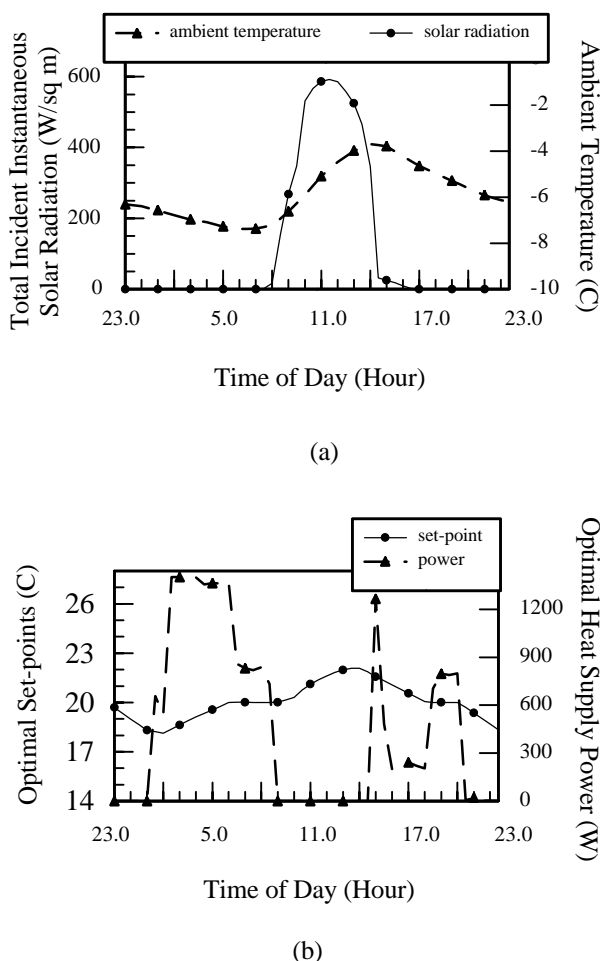 ambient temperature
solar radiation
Total Incident Instantaneous
Solar Radiation (W/sq m)
600
400
200
0
-2
-4
-6
-8
-10
Ambient Temperature (C)
23.0
5.0
11.0
17.0
23.0
Time of Day (Hour)
(a)
set-point
power
Optimal Set-points (C)
26
22
20
17
14
1200
900
600
300
0
Optimal Heat Supply Power (W)
23.0
5.0
11.0
17.0
23.0
Time of Day (Hour)
(b)